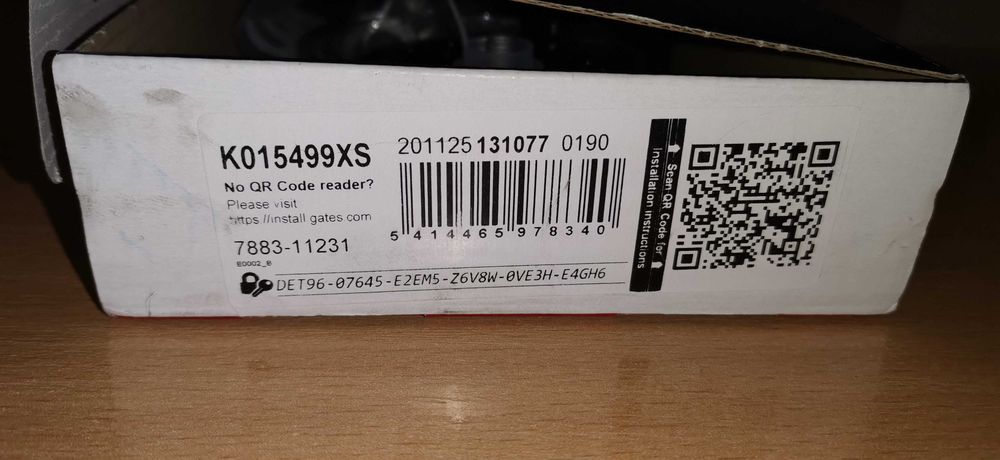 K015499XS
No QR Code reader?
Please visit
https://install gates com
7883-11231
E0002_B
201125 131077 0190
5 414465 978340
DET96-07645-E2EM5-Z6V8W-0VE3H-E4GH6
Scan QR Code for
Installation instructions